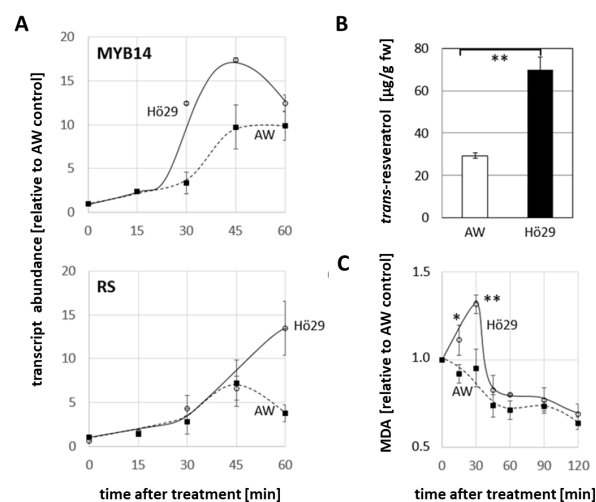 A
transcript abundance [relative to AW control]
20
15
10
5
0
MYB14
Hö29
AW
0 15 30 45 60
20
15
10
5
0
RS
Hö29
AW
0 15 30 45 60
time after treatment [min]
B
trans-resveratrol [µg/g fw]
80
60
40
20
0
**
AW Hö29
C
MDA [relative to AW control]
1.5
1.0
0.5
*
**
Hö29
AW
0 30 60 90 120
time after treatment [min]